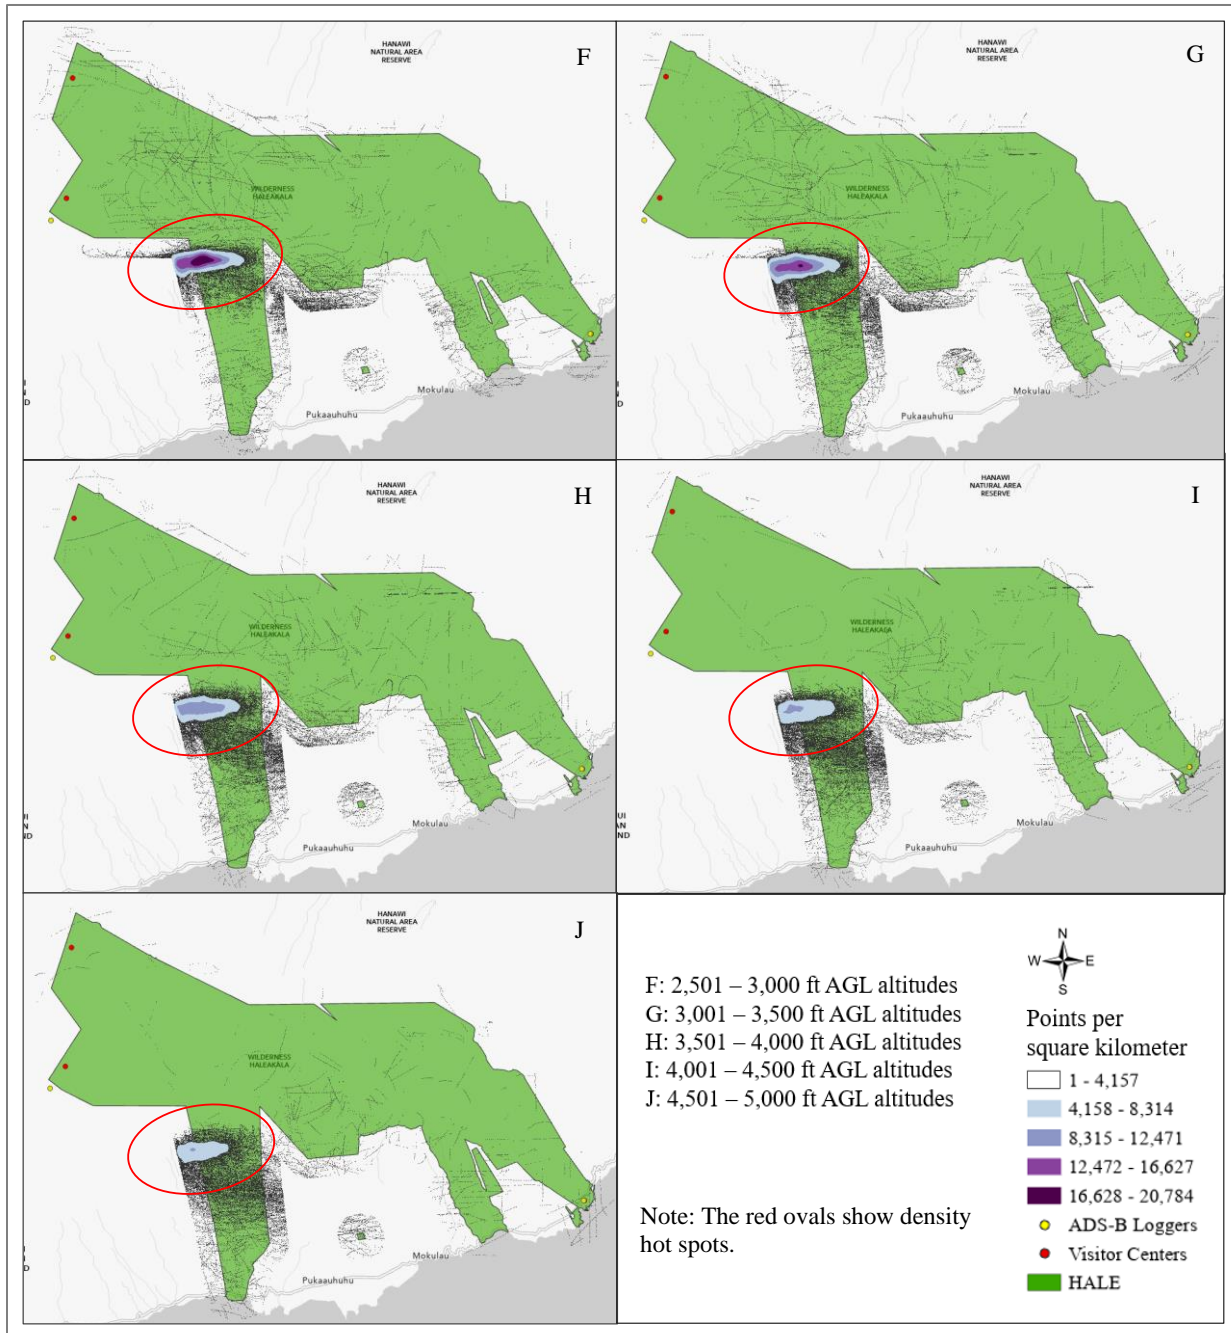 HANAWI
NATURAL AREA
RESERVE
F
WILDERNESS
HALEAKALA
Mokulau
Pukaauhuhu
HANAWI
NATURAL AREA
RESERVE
G
WILDERNESS
HALEAKALA
Mokulau
Pukaauhuhu
HANAWI
NATURAL AREA
RESERVE
H
WILDERNESS
HALEAKALA
Mokulau
Pukaauhuhu
HANAWI
NATURAL AREA
RESERVE
I
WILDERNESS
HALEAKALA
UI
AN
ND
Mokulau
Pukaauhuhu
HANAWI
NATURAL AREA
RESERVE
J
WILDERNESS
HALEAKALA
Mokulau
Pukaauhuhu
F: 2,501 – 3,000 ft AGL altitudes
G: 3,001 – 3,500 ft AGL altitudes
H: 3,501 – 4,000 ft AGL altitudes
I: 4,001 – 4,500 ft AGL altitudes
J: 4,501 – 5,000 ft AGL altitudes
Note: The red ovals show density
hot spots.
N
W E
S
Points per
square kilometer
1 - 4,157
4,158 - 8,314
8,315 - 12,471
12,472 - 16,627
16,628 - 20,784
ADS-B Loggers
Visitor Centers
HALE